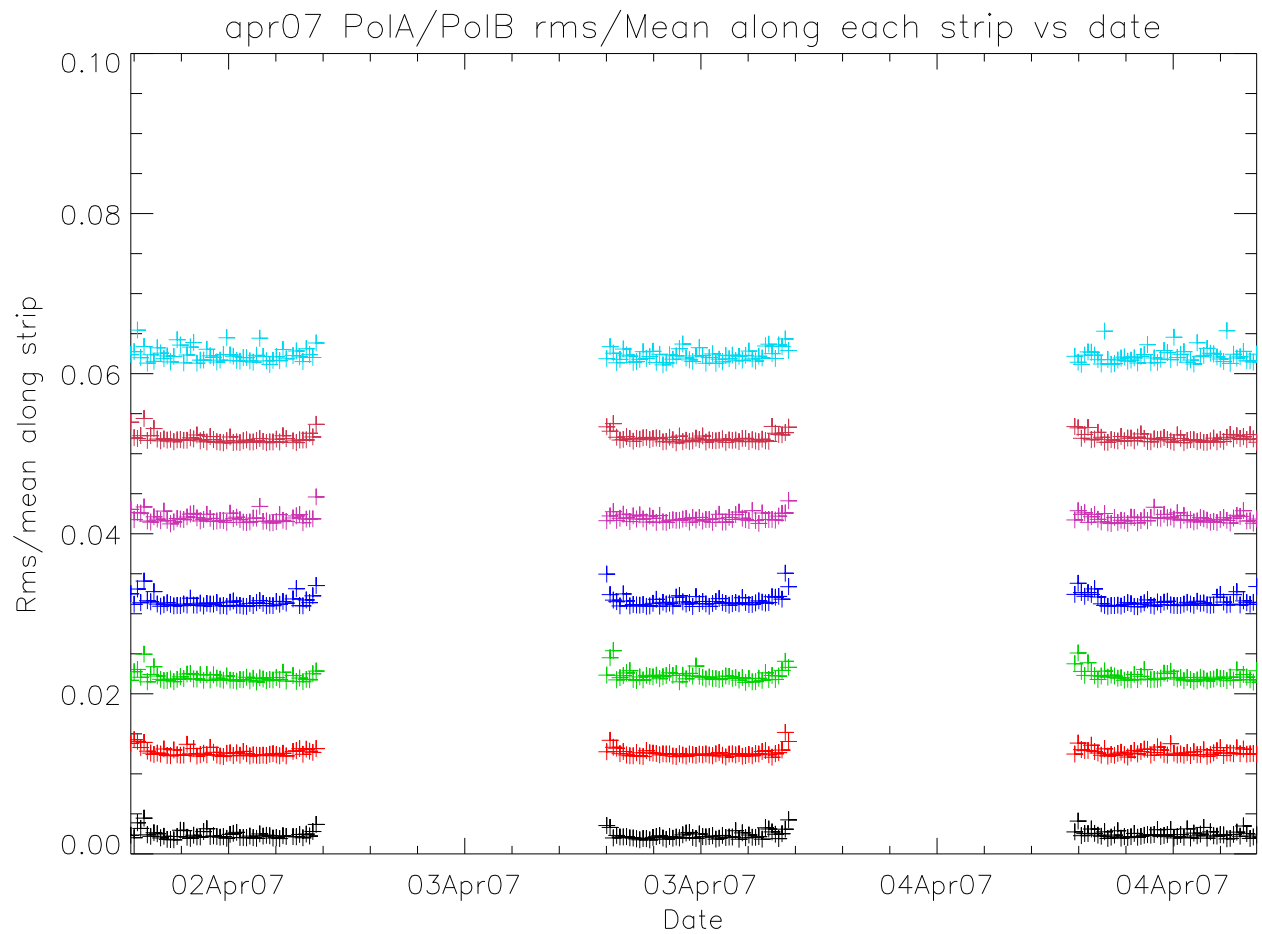 apr07 PolA/PolB rms/Mean along each strip vs date
0.10
0.08
0.06
0.04
0.02
0.00
Rms/mean along strip
02Apr07 03Apr07 03Apr07 04Apr07 04Apr07
Date